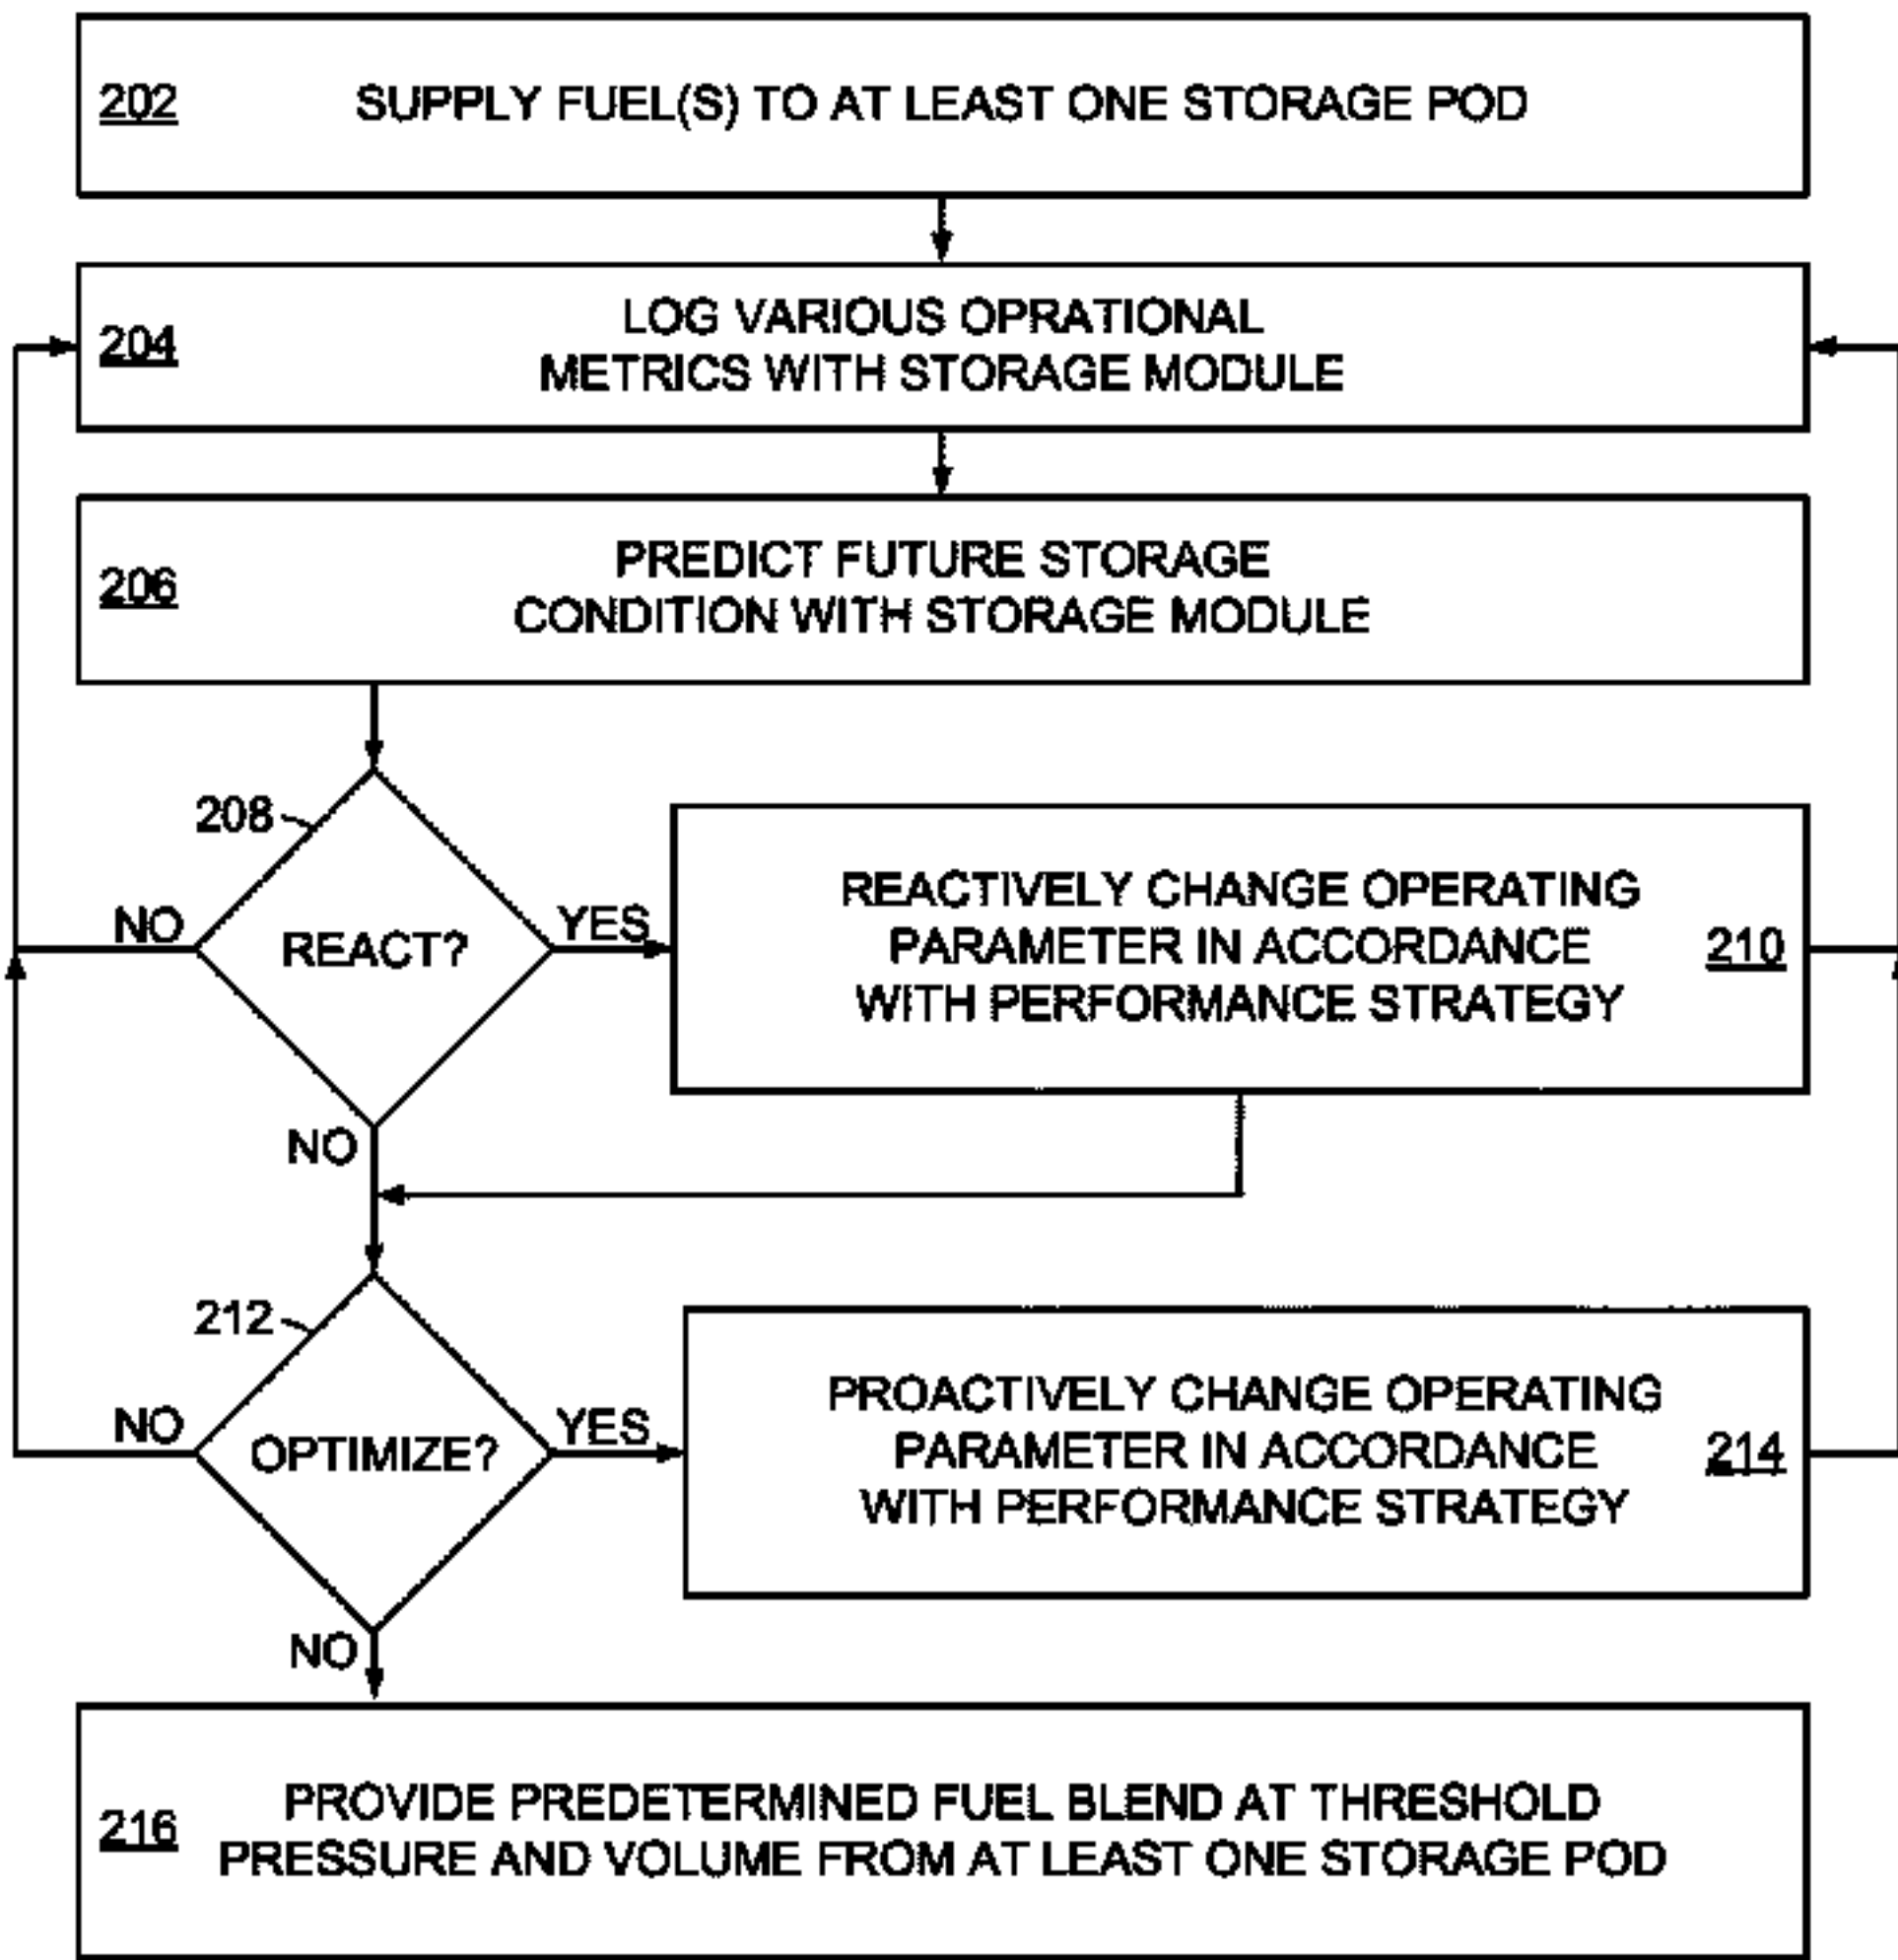 202 SUPPLY FUEL(S) TO AT LEAST ONE STORAGE POD
LOG VARIOUS OPRATIONAL
204
METRICS WITH STORAGE MODULE
PREDICT FUTURE STORAGE
206
CONDITION WITH STORAGE MODULE
208
REACTIVELY CHANGE OPERATING
NO REACT? YES PARAMETER IN ACCORDANCE 210
WITH PERFORMANCE STRATEGY
NO
212
PROACTIVELY CHANGE OPERATING
NO OPTIMIZE? YES PARAMETER IN ACCORDANCE 214
WITH PERFORMANCE STRATEGY
NO
PROVIDE PREDETERMINED FUEL BLEND AT THRESHOLD
216
PRESSURE AND VOLUME FROM AT LEAST ONE STORAGE POD